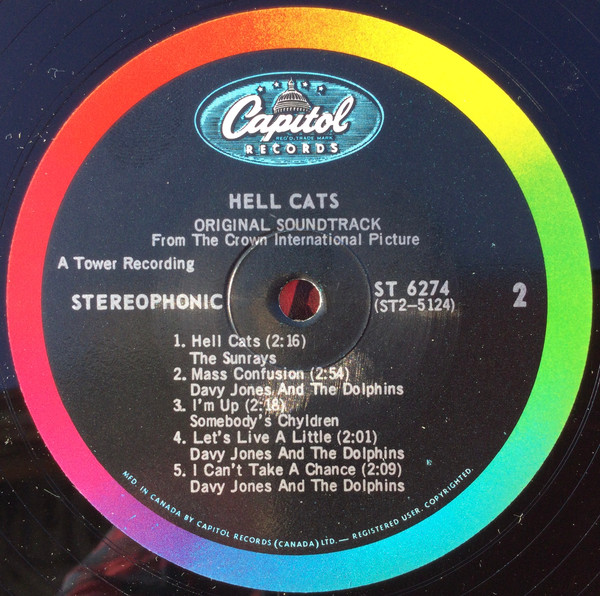 Capitol
REG'D. TRADE MARK
RECORDS
HELL CATS
ORIGINAL SOUNDTRACK
From The Crown International Picture
A Tower Recording
STEREOPHONIC
ST 6274
(ST2-5124)
2
1. Hell Cats (2:16)
The Sunrays
2. Mass Confusion (2:54)
Davy Jones And The Dolphins
3. I'm Up (2:18)
Somebody's Chyldren
4. Let's Live A Little (2:01)
Davy Jones And The Dolphins
5. I Can't Take A Chance (2:09)
Davy Jones And The Dolphins
MFD. IN CANADA BY CAPITOL RECORDS (CANADA) LTD. — REGISTERED USER. COPYRIGHTED.